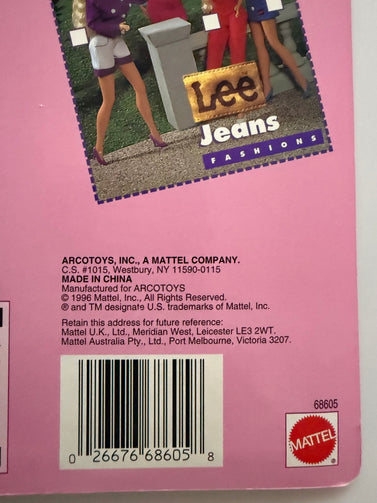 Lee
Jeans
FASHIONS
ARCOTOYS, INC., A MATTEL COMPANY.
C.S. #1015, Westbury, NY 11590-0115
MADE IN CHINA
Manufactured for ARCOTOYS
© 1996 Mattel, Inc., All Rights Reserved.
® and TM designate U.S. trademarks of Mattel, Inc.
Retain this address for future reference:
Mattel U.K., Ltd., Meridian West, Leicester LE3 2WT.
Mattel Australia Pty., Ltd., Port Melbourne, Victoria 3207.
68605
0 26676 68605 8
MATTEL